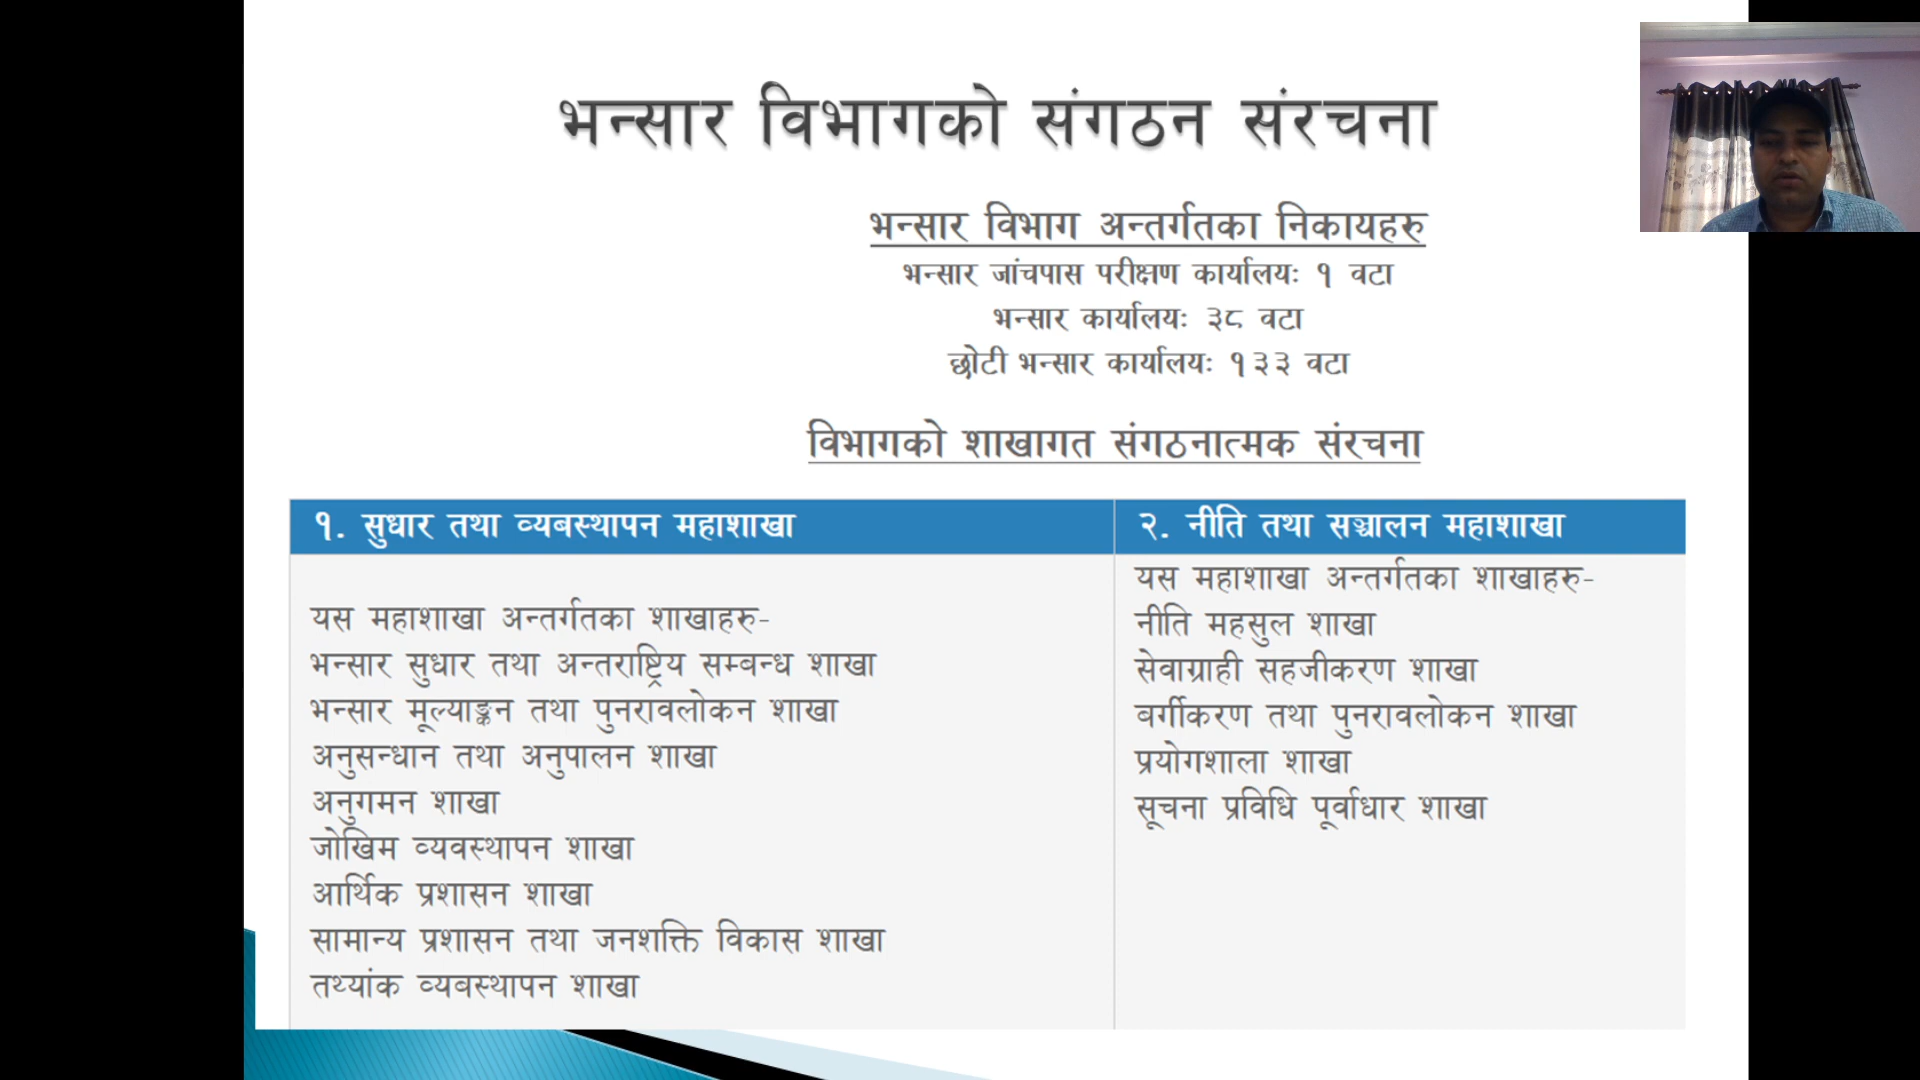 भन्सार विभागको संगठन संरचना
भन्सार विभाग अन्तर्गतका निकायहरु
भन्सार जांचपास परीक्षण कार्यालयः १ वटा
भन्सार कार्यालयः ३८ वटा
छोटी भन्सार कार्यालयः १३३ वटा
विभागको शाखागत संगठनात्मक संरचना
१. सुधार तथा व्यबस्थापन महाशाखा
यस महाशाखा अन्तर्गतका शाखाहरु-
भन्सार सुधार तथा अन्तराष्ट्रिय सम्बन्ध शाखा
भन्सार मूल्याङ्कन तथा पुनरावलोकन शाखा
अनुसन्धान तथा अनुपालन शाखा
अनुगमन शाखा
जोखिम व्यवस्थापन शाखा
आर्थिक प्रशासन शाखा
सामान्य प्रशासन तथा जनशक्ति विकास शाखा
तथ्यांक व्यबस्थापन शाखा
२. नीति तथा सञ्चालन महाशाखा
यस महाशाखा अन्तर्गतका शाखाहरु-
नीति महसुल शाखा
सेवाग्राही सहजीकरण शाखा
बर्गीकरण तथा पुनरावलोकन शाखा
प्रयोगशाला शाखा
सूचना प्रविधि पूर्वाधार शाखा